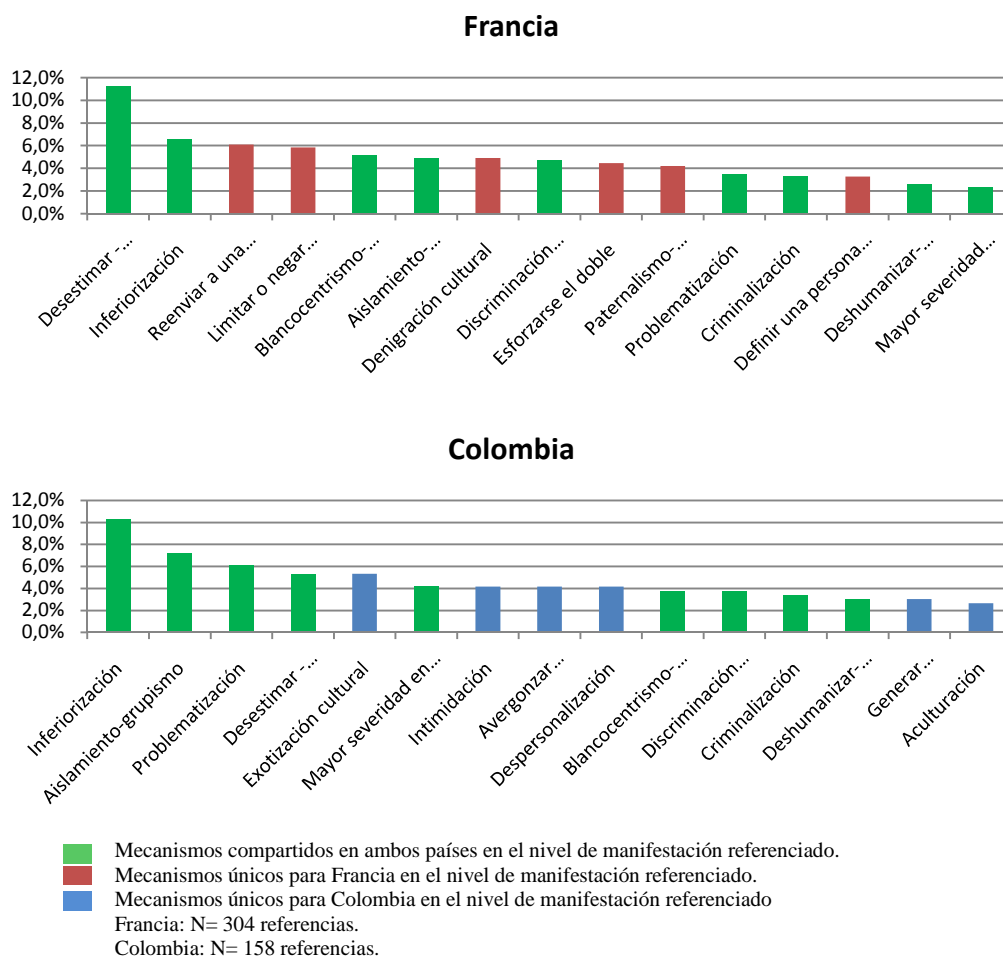 Francia
12,0%
10,0%
8,0%
6,0%
4,0%
2,0%
0,0%
Desestimar -...
Inferiorización
Reenviar a una...
Limitar o negar...
Blancocentrismo-...
Aislamiento-...
Denigración cultural
Discriminación...
Esforzarse el doble
Paternalismo-...
Problematización
Criminalización
Definir una persona...
Deshumanizar-...
Mayor severidad...
Colombia
12,0%
10,0%
8,0%
6,0%
4,0%
2,0%
0,0%
Inferiorización
Aislamiento-grupismo
Problematización
Desestimar -...
Exotización cultural
Mayor severidad en...
Intimidación
Avergonzar...
Despersonalización
Blancocentrismo-...
Discriminación...
Criminalización
Deshumanizar-...
Generar...
Aculturación
Mecanismos compartidos en ambos países en el nivel de manifestación referenciado.
Mecanismos únicos para Francia en el nivel de manifestación referenciado.
Mecanismos únicos para Colombia en el nivel de manifestación referenciado
Francia: N= 304 referencias.
Colombia: N= 158 referencias.